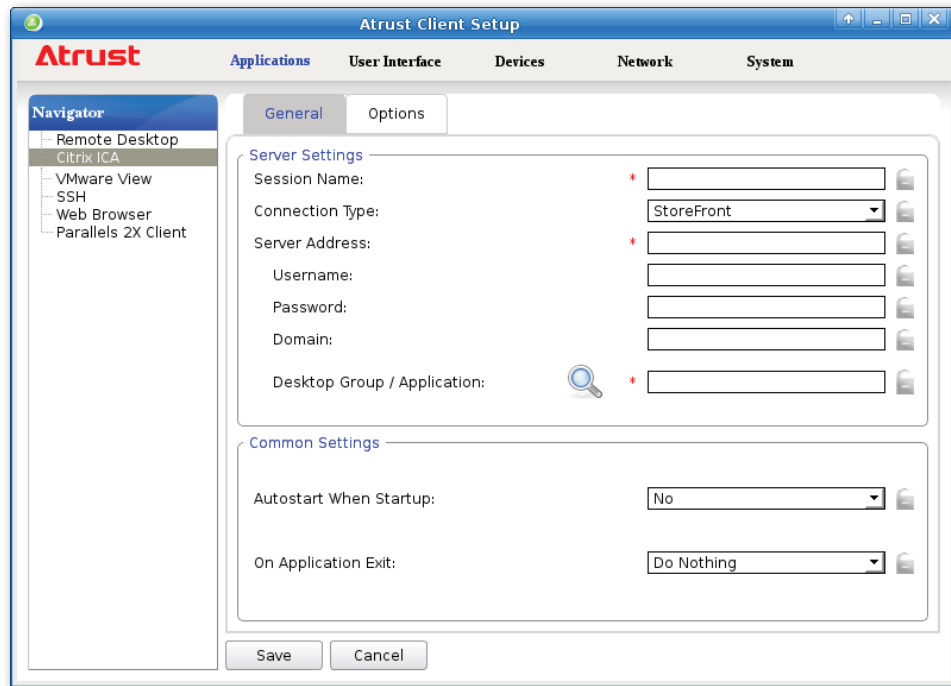 Atrust Client Setup
Atrust
Applications User Interface Devices Network System
Navigator
Remote Desktop
Citrix ICA
VMware View
SSH
Web Browser
Parallels 2X Client
General Options
Server Settings
Session Name: *
Connection Type: StoreFront
Server Address: *
Username:
Password:
Domain:
Desktop Group / Application: *
Common Settings
Autostart When Startup: No
On Application Exit: Do Nothing
Save Cancel